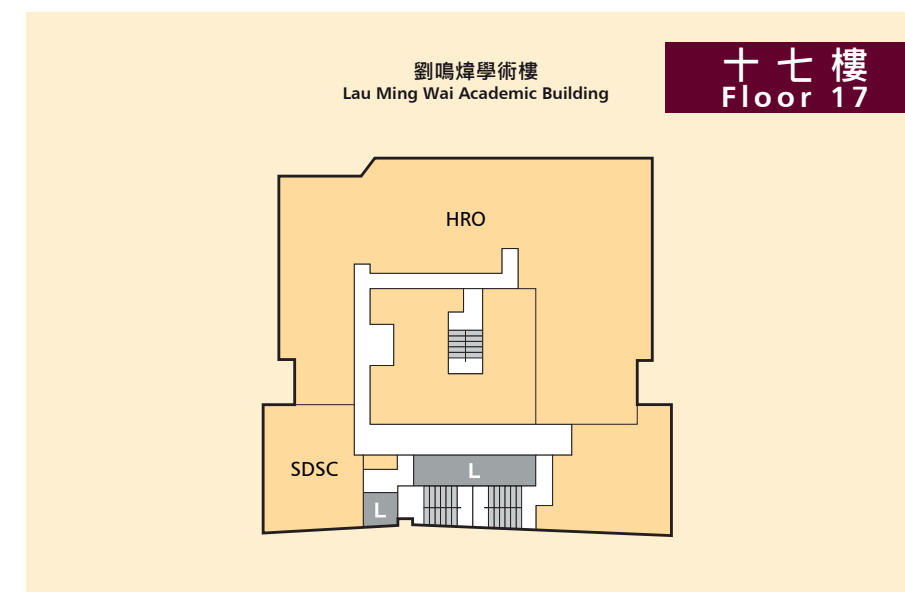 劉鳴煒學術樓
Lau Ming Wai Academic Building
十七樓
Floor 17
HRO
SDSC
L
L